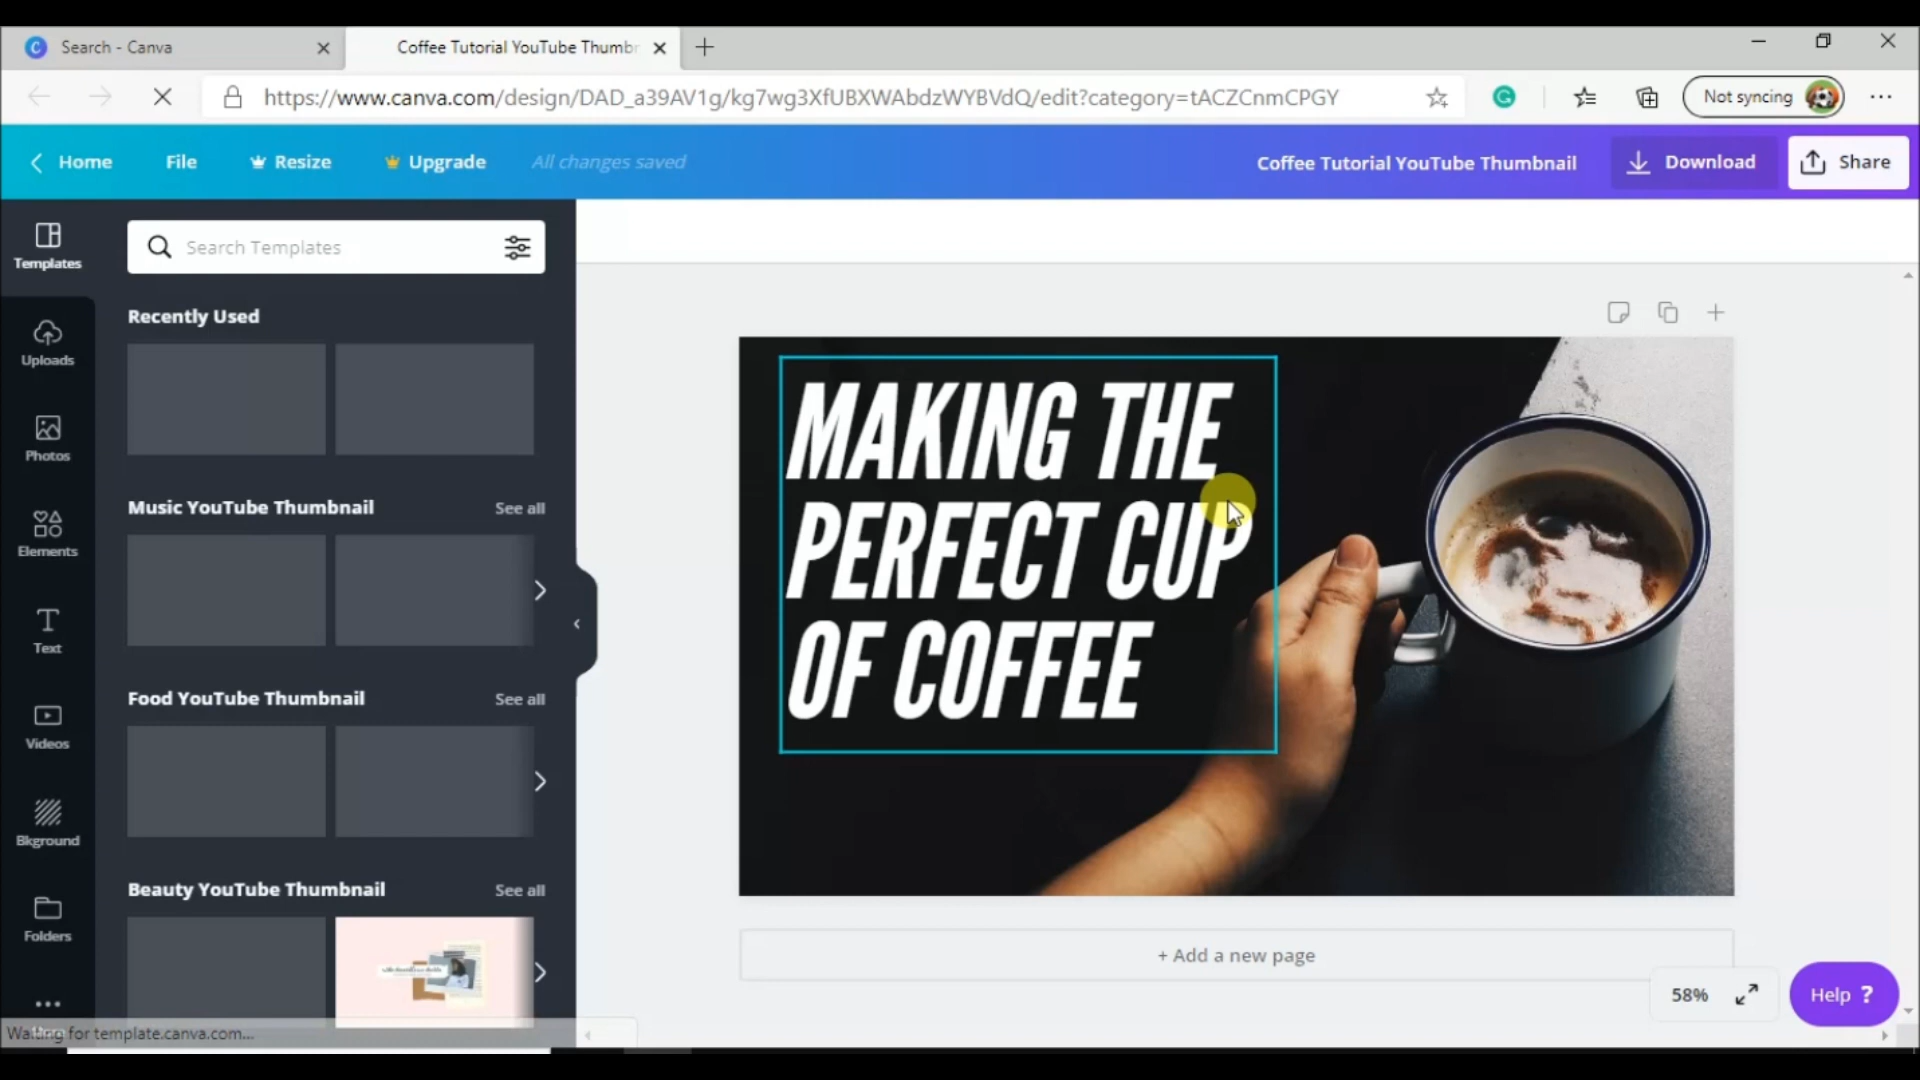 Search - Canva
Coffee Tutorial YouTube Thumbn
https://www.canva.com/design/DAD_a39AV1g/kg7wg3XfUBXWAbdzWYBVdQ/edit?category=tACZCnmCPGY
Not syncing
Home
File
Resize
Upgrade
All changes saved
Coffee Tutorial YouTube Thumbnail
Download
Share
Templates
Search Templates
Recently Used
Uploads
Photos
Music YouTube Thumbnail
See all
Elements
Text
Food YouTube Thumbnail
See all
Videos
Bkground
Beauty YouTube Thumbnail
See all
Folders
MAKING THE
PERFECT CUP
OF COFFEE
+ Add a new page
58%
Help ?
Waiting for template.canva.com...